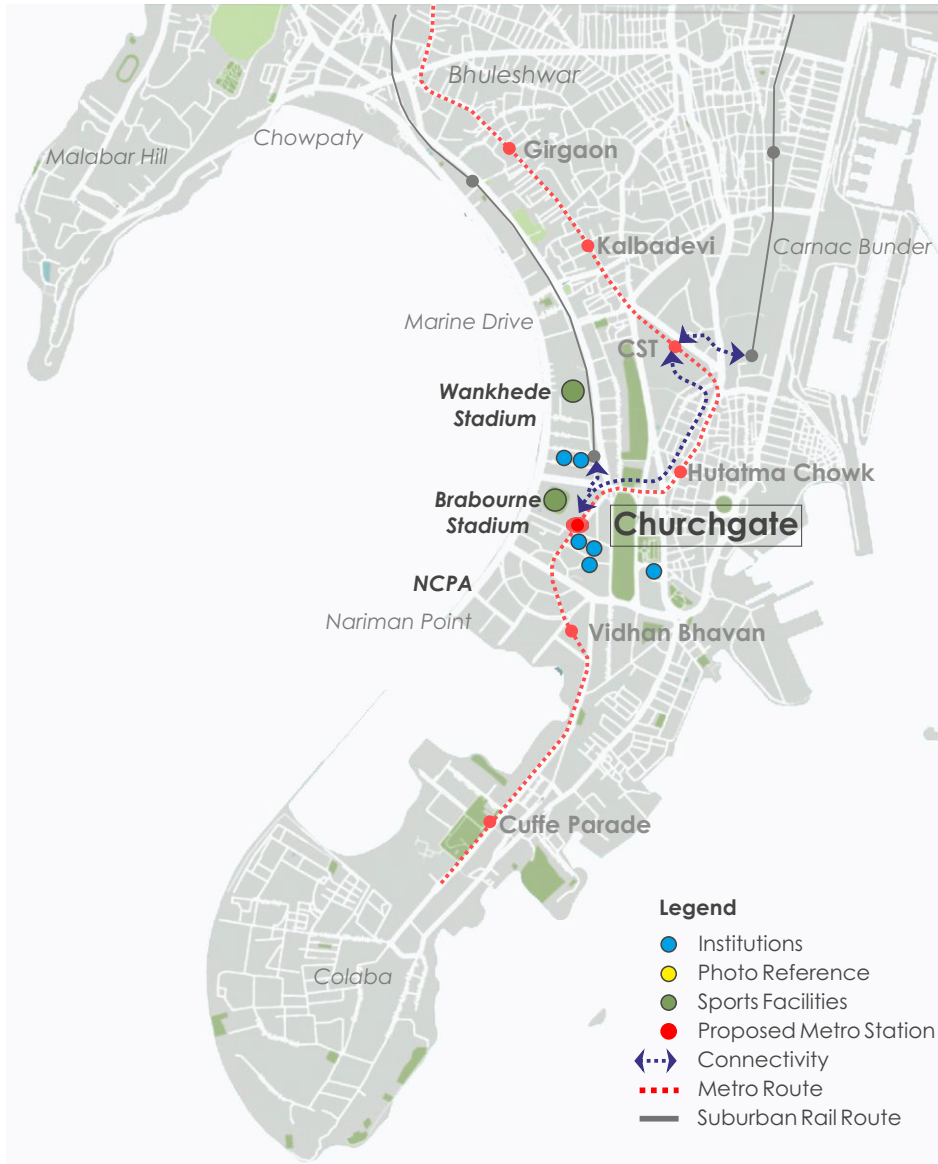 Bhuleshwar
Chowpaty
Girgaon
Malabar Hill
Kalbadevi
Carnac Bunder
Marine Drive
CST
Wankhede
Stadium
Hutatma Chowk
Brabourne
Stadium
Churchgate
NCPA
Nariman Point
Vidhan Bhavan
Cuffe Parade
Colaba
Legend
Institutions
Photo Reference
Sports Facilities
Proposed Metro Station
Connectivity
Metro Route
Suburban Rail Route